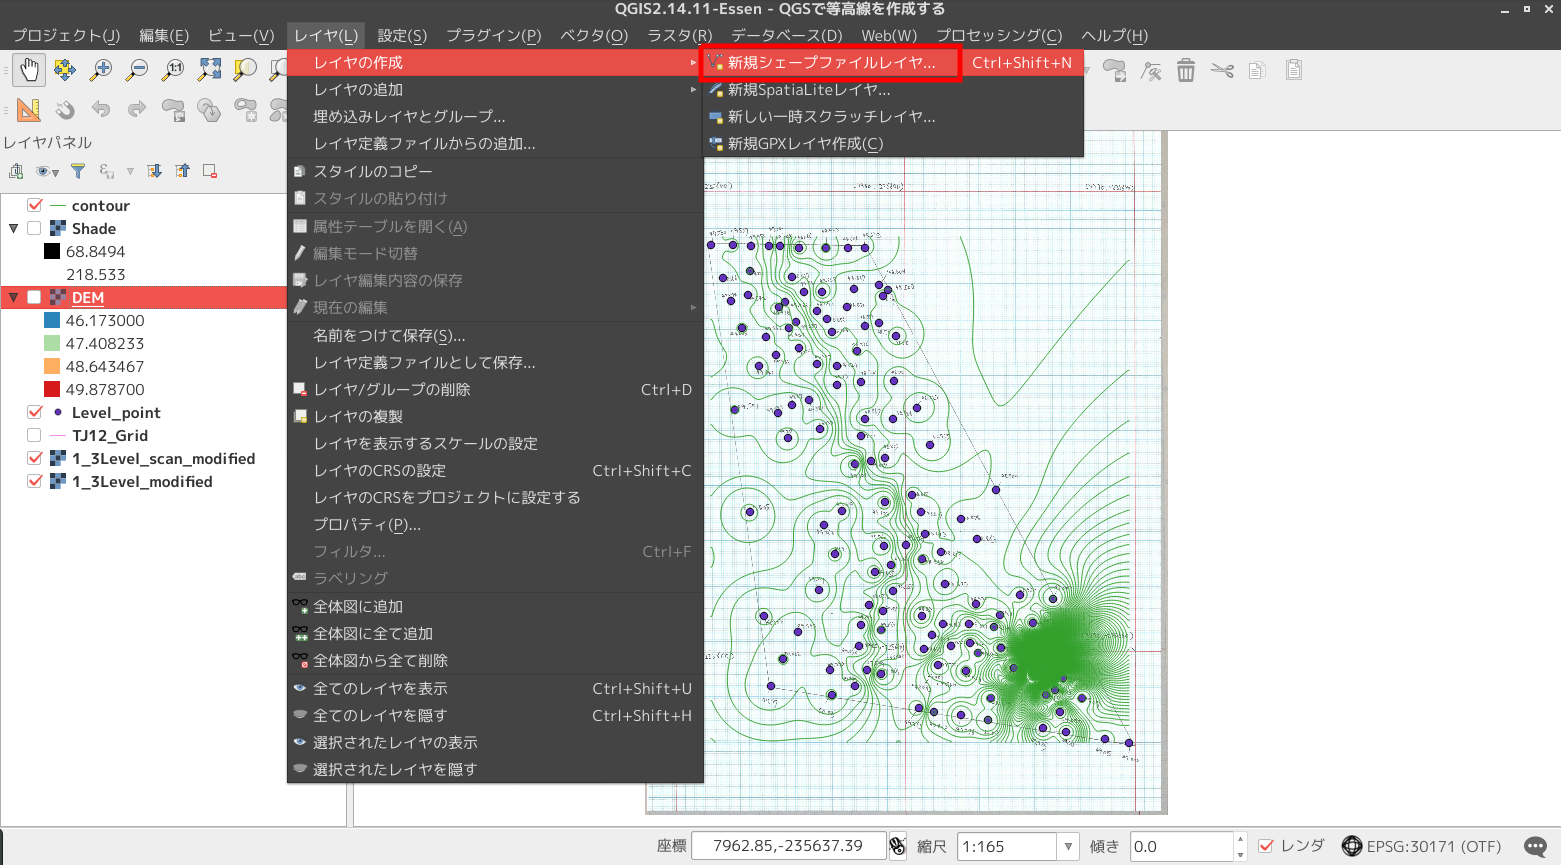 QGIS2.14.11-Essen - QGSで等高線を作成する
プロジェクト(J) 編集(E) ビュー(V) レイヤ(L) 設定(S) プラグイン(P) ベクタ(O) ラスタ(R) データベース(D) Web(W) プロセッシング(C) ヘルプ(H)
レイヤの作成
新規シェープファイルレイヤ... Ctrl+Shift+N
レイヤの追加
新規SpatiaLiteレイヤ...
埋め込みレイヤとグループ...
新しい一時スクラッチレイヤ...
レイヤ定義ファイルからの追加...
新規GPXレイヤ作成(C)
スタイルのコピー
スタイルの貼り付け
属性テーブルを開く(A)
編集モード切替
レイヤ編集内容の保存
現在の編集
名前をつけて保存(S)...
レイヤ定義ファイルとして保存...
レイヤ/グループの削除 Ctrl+D
レイヤの複製
レイヤを表示するスケールの設定
レイヤのCRSの設定 Ctrl+Shift+C
レイヤのCRSをプロジェクトに設定する
プロパティ(P)...
フィルタ... Ctrl+F
ラベリング
全体図に追加
全体図に全て追加
全体図から全て削除
全てのレイヤを表示 Ctrl+Shift+U
全てのレイヤを隠す Ctrl+Shift+H
選択されたレイヤの表示
選択されたレイヤを隠す
レイヤパネル
contour
Shade
68.8494
218.533
DEM
46.173000
47.408233
48.643467
49.878700
Level_point
TJ12_Grid
1_3Level_scan_modified
1_3Level_modified
座標 7962.85,-235637.39 縮尺 1:165 傾き 0.0 レンダ EPSG:30171 (OTF)